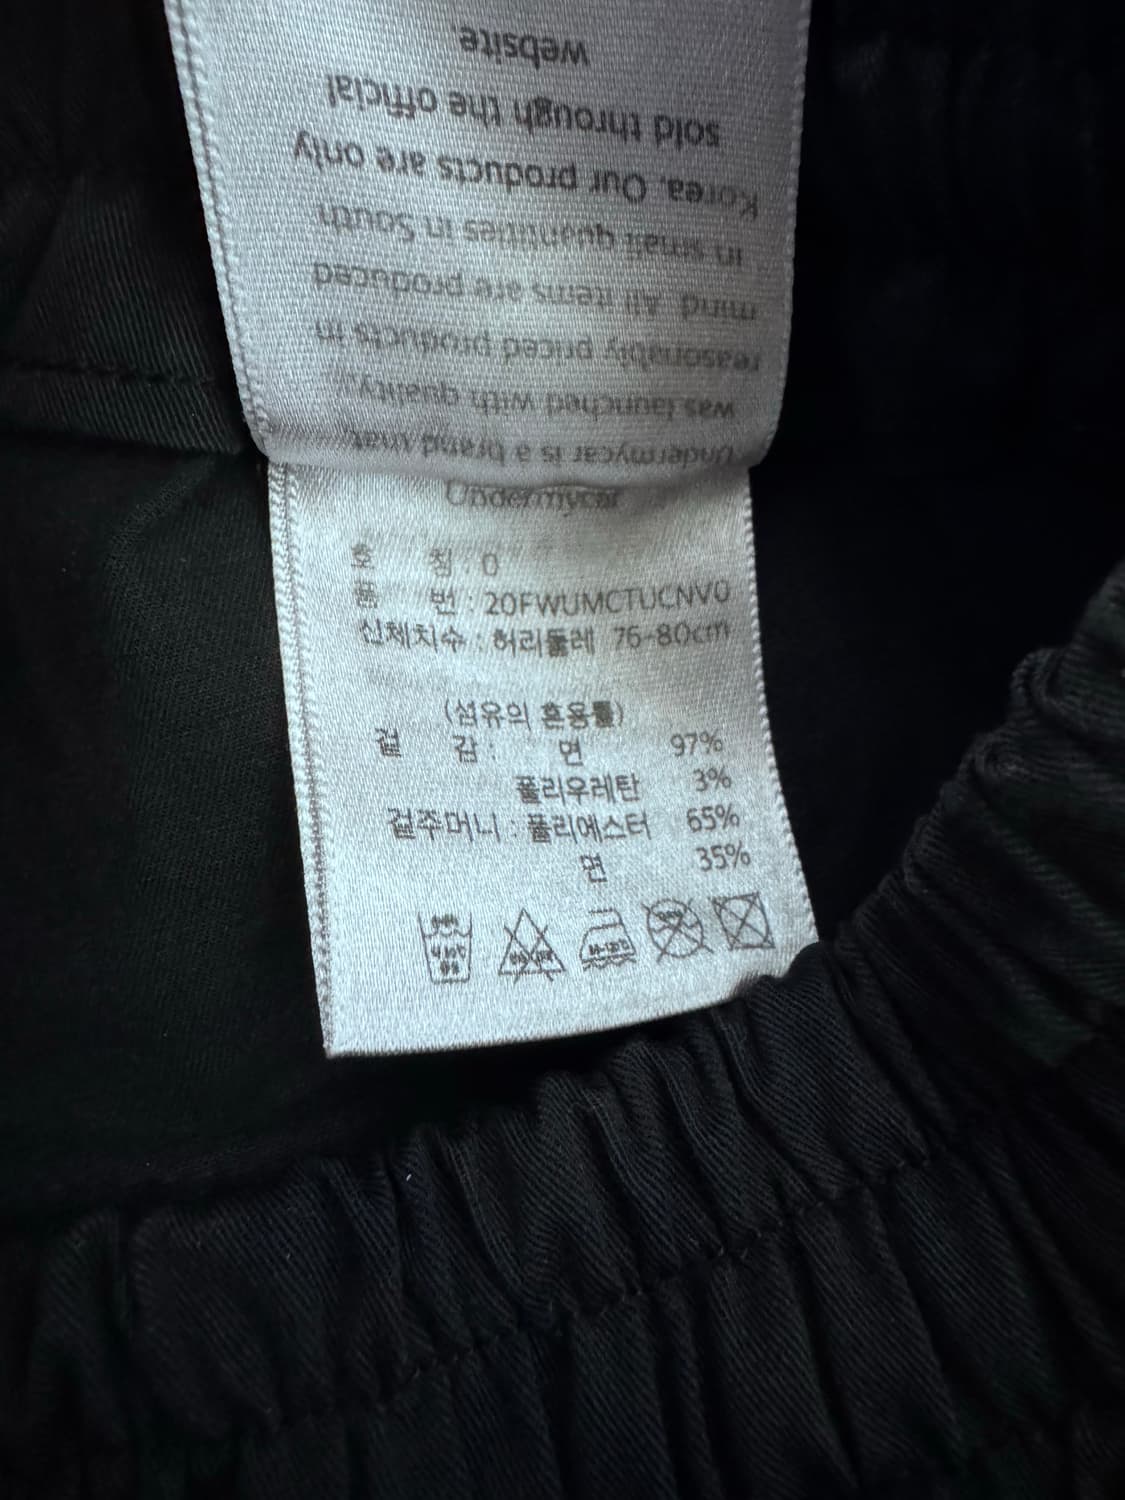 Undermycar is a brand that
was launched with quality,
reasonably priced products in
mind. All items are produced
in small quantities in South
Korea. Our products are only
sold through the official
website.
Undermycar
호 칭 : 0
품 번 : 20FWUMCTUCNV0
신체치수 : 허리둘레 76-80cm
(섬유의 혼용률)
겉 감 : 면 97%
폴리우레탄 3%
겉주머니 : 폴리에스터 65%
면 35%